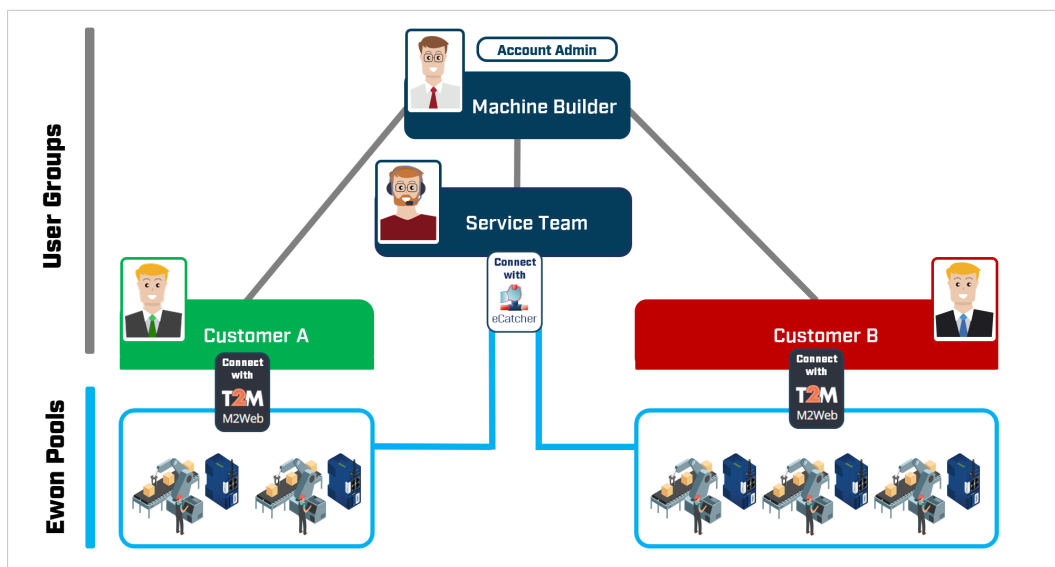 Account Admin
Machine Builder
User Groups
Service Team
Connect
with
eCatcher
Customer A
Customer B
Connect
with
T2M
M2Web
Connect
with
T2M
M2Web
Ewon Pools